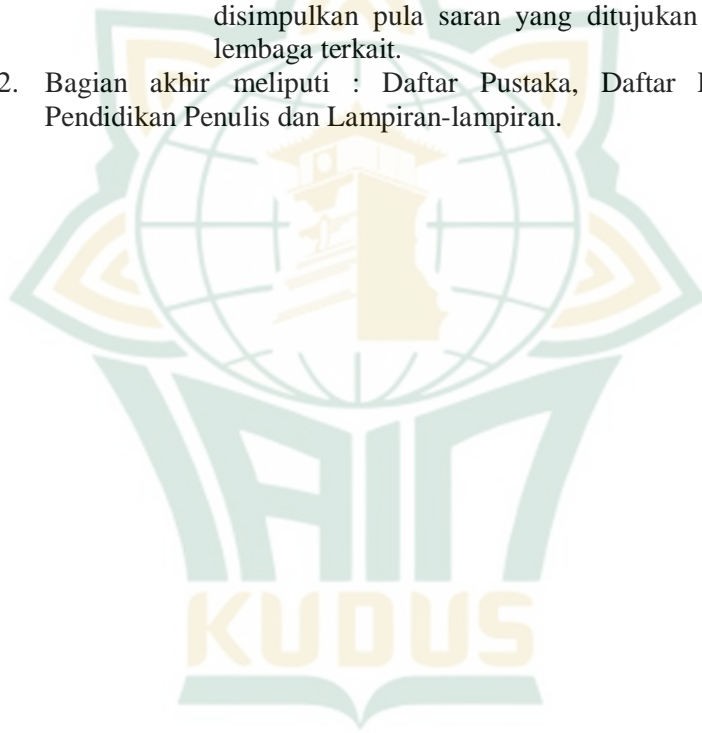 disimpulkan pula saran yang ditujukan
lembaga terkait.
2. Bagian akhir meliputi : Daftar Pustaka, Daftar
Pendidikan Penulis dan Lampiran-lampiran.
IAIN
KUDUS